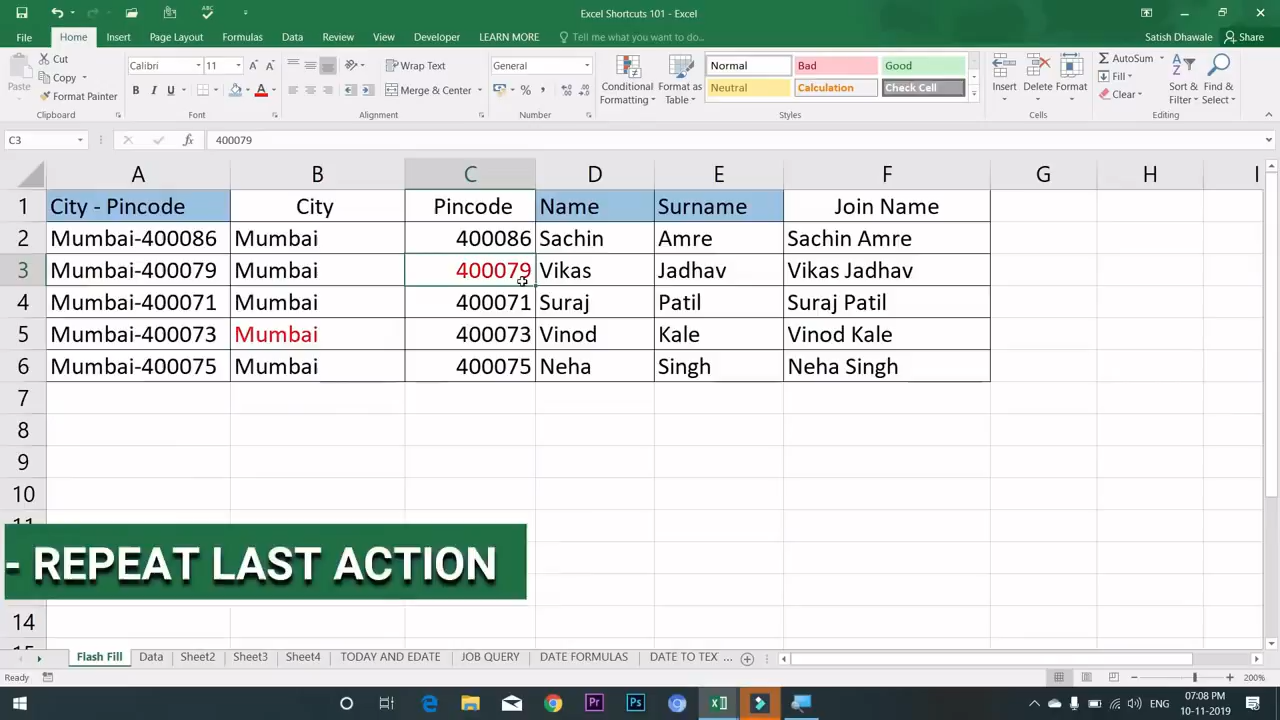 Excel Shortcuts 101 - Excel
Satish Dhawale
Share
File Home Insert Page Layout Formulas Data Review View Developer LEARN MORE Tell me what you want to do...
Paste
Cut
Copy
Format Painter
Clipboard
Calibri 11
B I U
Font
Wrap Text
Merge & Center
Alignment
General
Number
Conditional Formatting
Format as Table
Normal Bad Good
Neutral Calculation Check Cell
Styles
Insert Delete Format
Cells
AutoSum
Fill
Clear
Sort & Filter
Find & Select
Editing
C3 fx 400079
A B C D E F G H I
1 City - Pincode City Pincode Name Surname Join Name
2 Mumbai-400086 Mumbai 400086 Sachin Amre Sachin Amre
3 Mumbai-400079 Mumbai 400079 Vikas Jadhav Vikas Jadhav
4 Mumbai-400071 Mumbai 400071 Suraj Patil Suraj Patil
5 Mumbai-400073 Mumbai 400073 Vinod Kale Vinod Kale
6 Mumbai-400075 Mumbai 400075 Neha Singh Neha Singh
7
8
9
10
- REPEAT LAST ACTION
14
Flash Fill Data Sheet2 Sheet3 Sheet4 TODAY AND EDATE JOB QUERY DATE FORMULAS DATE TO TEX ...
Ready
200%
Pr Ps
ENG
07:08 PM
10-11-2019